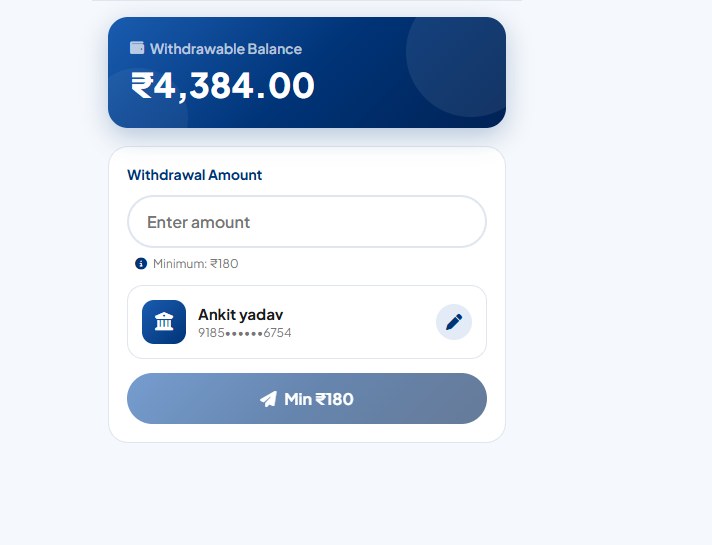 Withdrawable Balance
₹4,384.00
Withdrawal Amount
Enter amount
Minimum: ₹180
Ankit yadav
9185••••••6754
Min ₹180